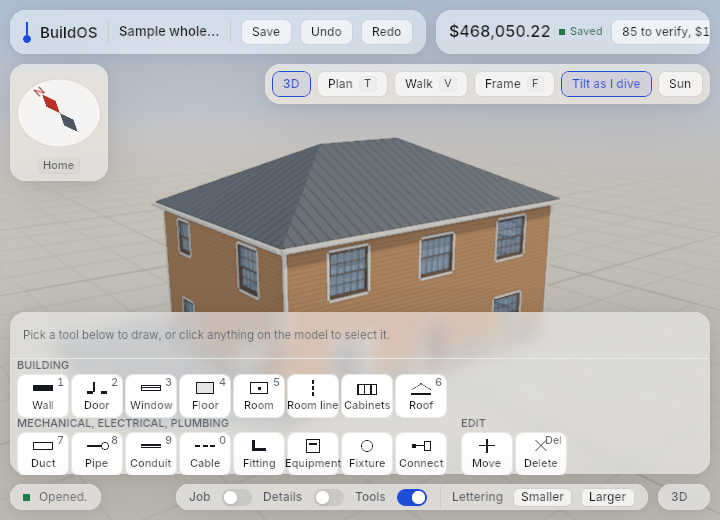 BuildOS
Sample whole...
Save
Undo
Redo
$468,050.22
Saved
85 to verify, $1
3D
Plan T
Walk V
Frame F
Tilt as I dive
Sun
N
Home
Pick a tool below to draw, or click anything on the model to select it.
BUILDING
1 2 3 4 5 6
Wall Door Window Floor Room Room line Cabinets Roof
MECHANICAL, ELECTRICAL, PLUMBING
EDIT
7 8 9 0 Del
Duct Pipe Conduit Cable Fitting Equipment Fixture Connect Move Delete
Opened.
Job
Details
Tools
Lettering
Smaller
Larger
3D